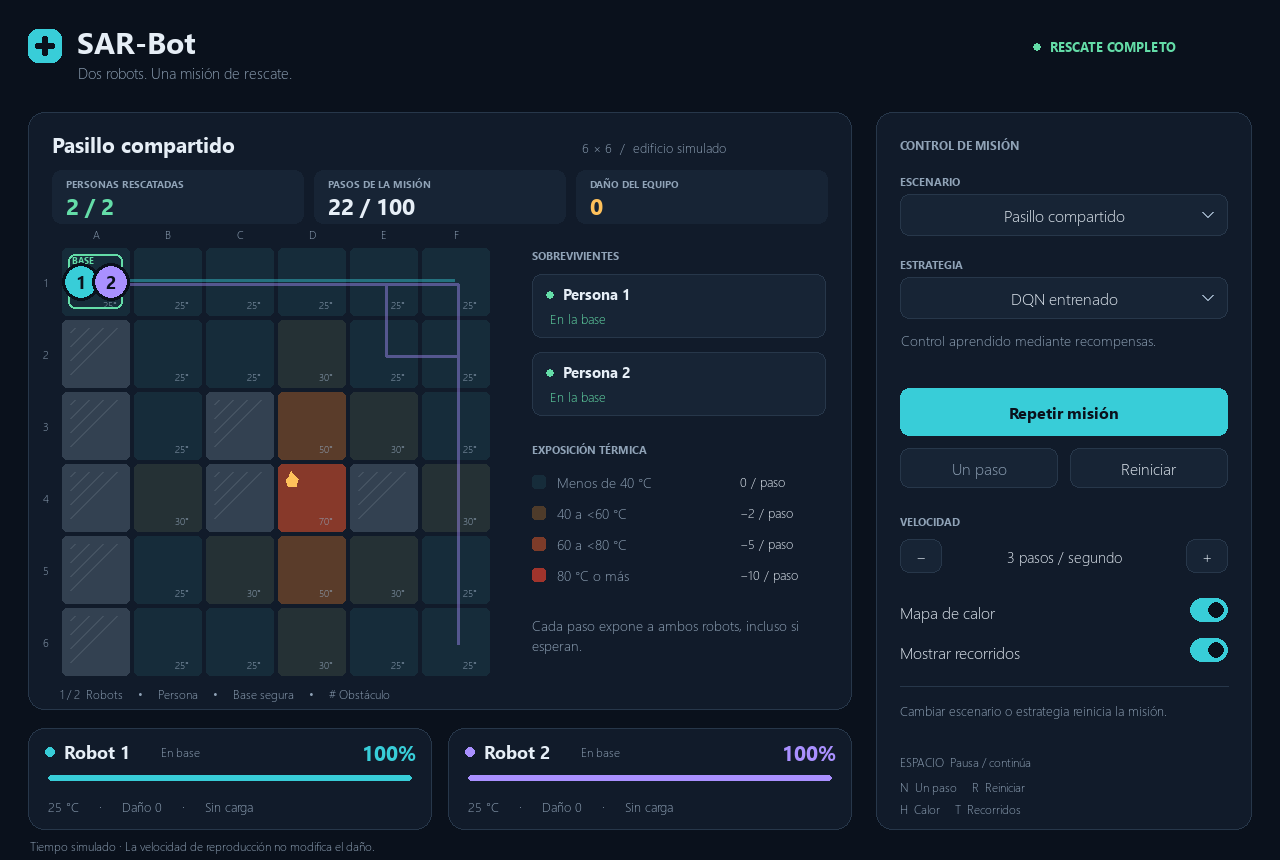 SAR-Bot
Dos robots. Una misión de rescate.
RESCATE COMPLETO
Pasillo compartido
6 × 6 / edificio simulado
PERSONAS RESCATADAS
2 / 2
PASOS DE LA MISIÓN
22 / 100
DAÑO DEL EQUIPO
0
A B C D E F
1 BASE 1 2 25° 25° 25° 25° 25° 25°
2 25° 25° 30° 25° 25°
3 25° 50° 30° 25°
4 30° 70° 30°
5 25° 30° 50° 30° 25°
6 25° 25° 30° 25° 25°
1/2 Robots • Persona • Base segura • # Obstáculo
SOBREVIVIENTES
Persona 1
En la base
Persona 2
En la base
EXPOSICIÓN TÉRMICA
Menos de 40 °C 0 / paso
40 a <60 °C −2 / paso
60 a <80 °C −5 / paso
80 °C o más −10 / paso
Cada paso expone a ambos robots, incluso si
esperan.
Robot 1 En base 100%
25 °C · Daño 0 · Sin carga
Robot 2 En base 100%
25 °C · Daño 0 · Sin carga
Tiempo simulado · La velocidad de reproducción no modifica el daño.
CONTROL DE MISIÓN
ESCENARIO
Pasillo compartido
ESTRATEGIA
DQN entrenado
Control aprendido mediante recompensas.
Repetir misión
Un paso
Reiniciar
VELOCIDAD
− 3 pasos / segundo +
Mapa de calor
Mostrar recorridos
Cambiar escenario o estrategia reinicia la misión.
ESPACIO Pausa / continúa
N Un paso R Reiniciar
H Calor T Recorridos